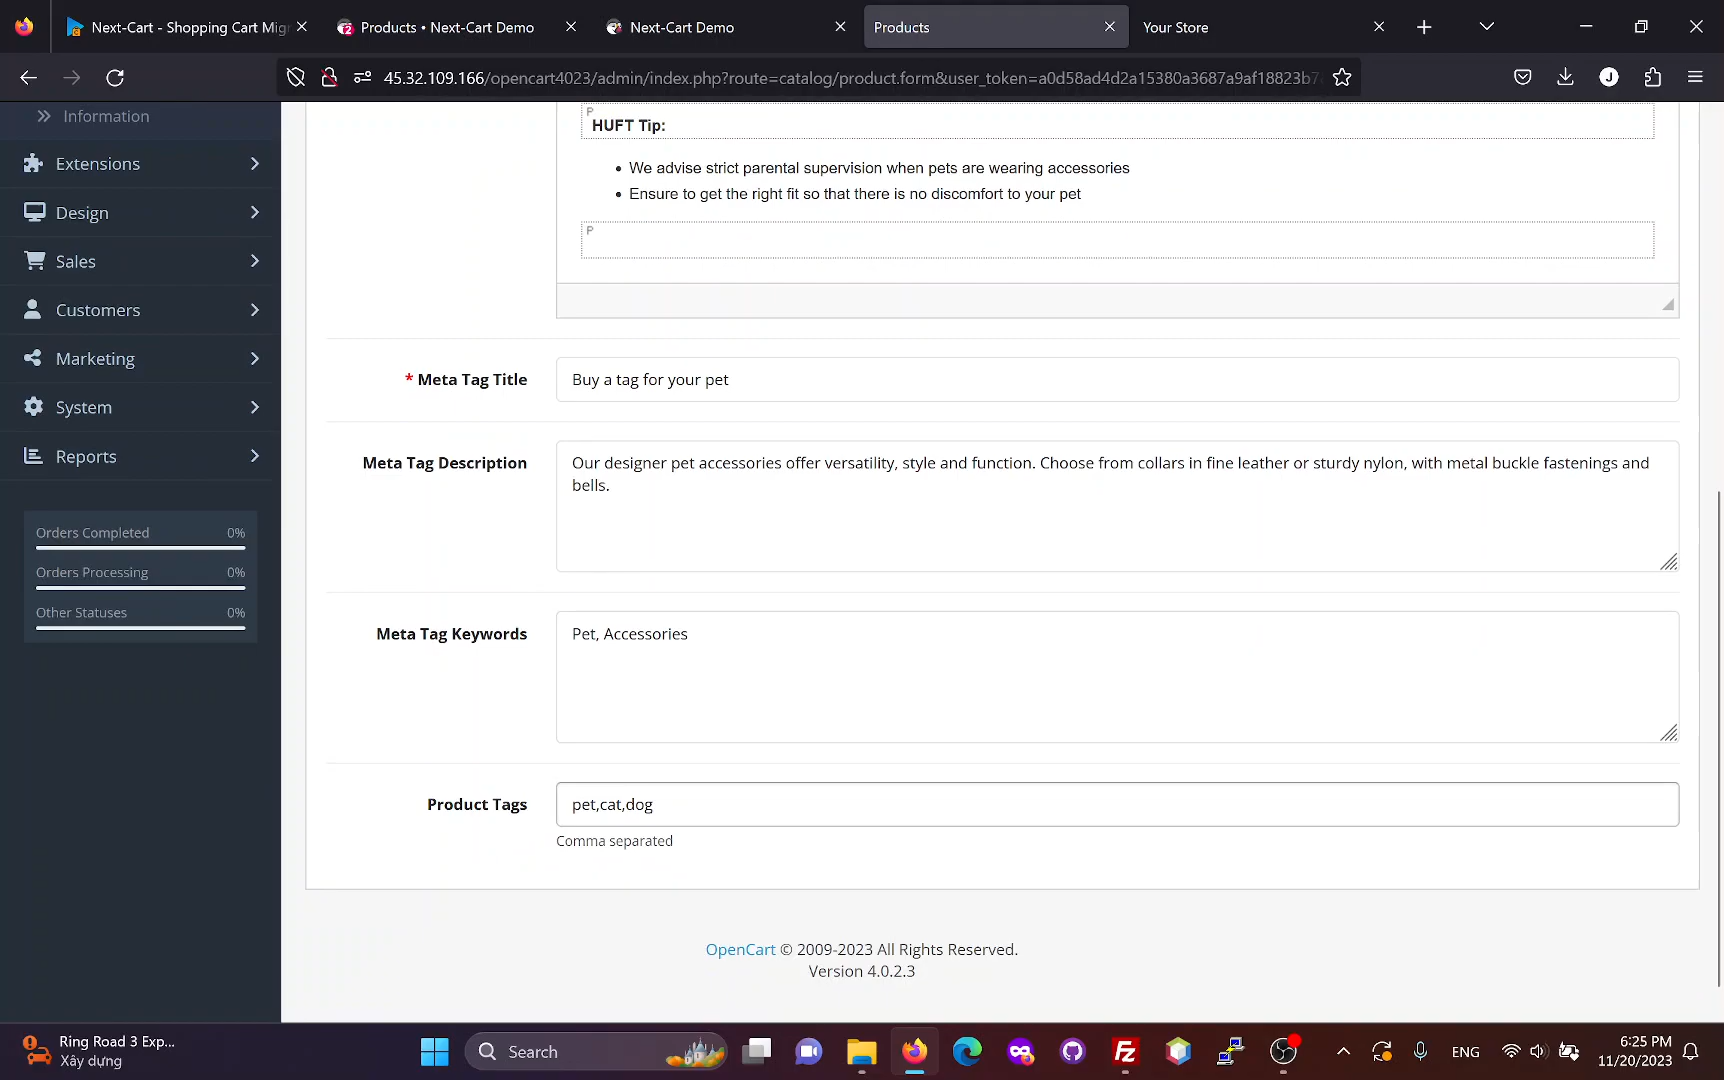 Next-Cart - Shopping Cart Mig
Products • Next-Cart Demo
Next-Cart Demo
Products
Your Store
45.32.109.166/opencart4023/admin/index.php?route=catalog/product.form&user_token=a0d58ad4d2a15380a3687a9af18823b7
J
Information
Extensions
Design
Sales
Customers
Marketing
System
Reports
Orders Completed 0%
Orders Processing 0%
Other Statuses 0%
P
HUFT Tip:
• We advise strict parental supervision when pets are wearing accessories
• Ensure to get the right fit so that there is no discomfort to your pet
P
* Meta Tag Title
Buy a tag for your pet
Meta Tag Description
Our designer pet accessories offer versatility, style and function. Choose from collars in fine leather or sturdy nylon, with metal buckle fastenings and
bells.
Meta Tag Keywords
Pet, Accessories
Product Tags
pet,cat,dog
Comma separated
OpenCart © 2009-2023 All Rights Reserved.
Version 4.0.2.3
Ring Road 3 Exp...
Xây dựng
Search
Fz
ENG
6:25 PM
11/20/2023